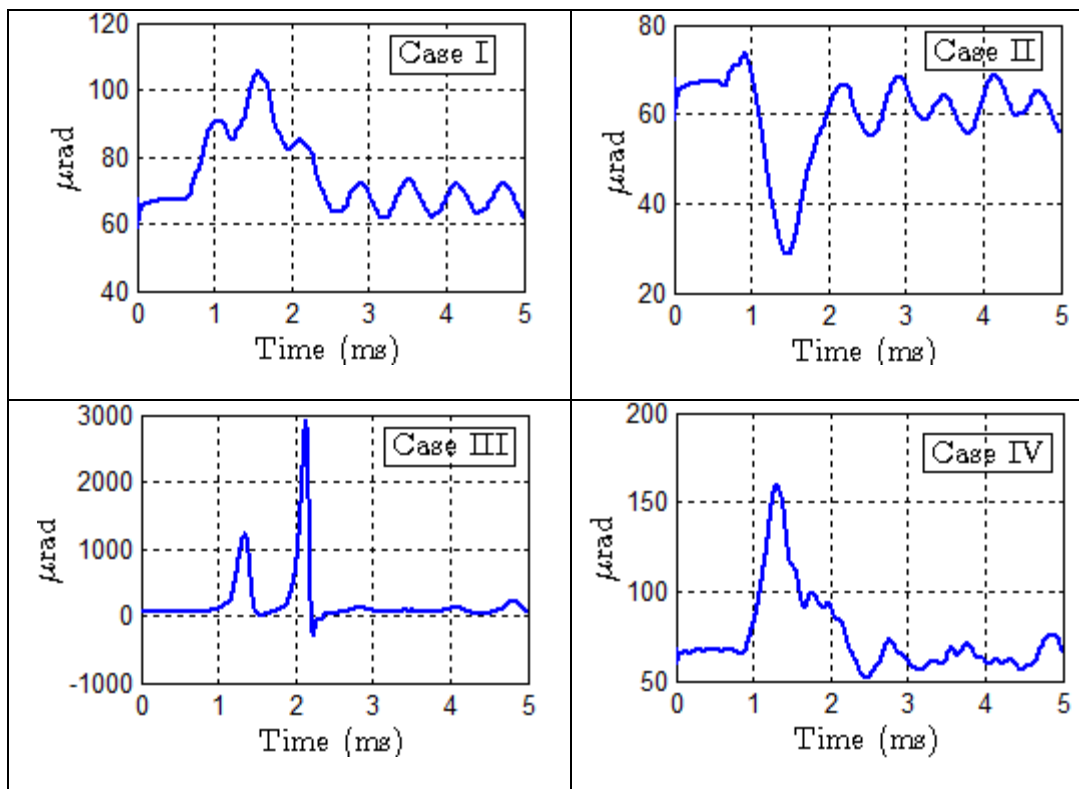 120
100
80
60
40
μrad
Case I
0 1 2 3 4 5
Time (ms)
80
60
40
20
μrad
Case II
0 1 2 3 4 5
Time (ms)
3000
2000
1000
0
-1000
μrad
Case III
0 1 2 3 4 5
Time (ms)
200
150
100
50
μrad
Case IV
0 1 2 3 4 5
Time (ms)